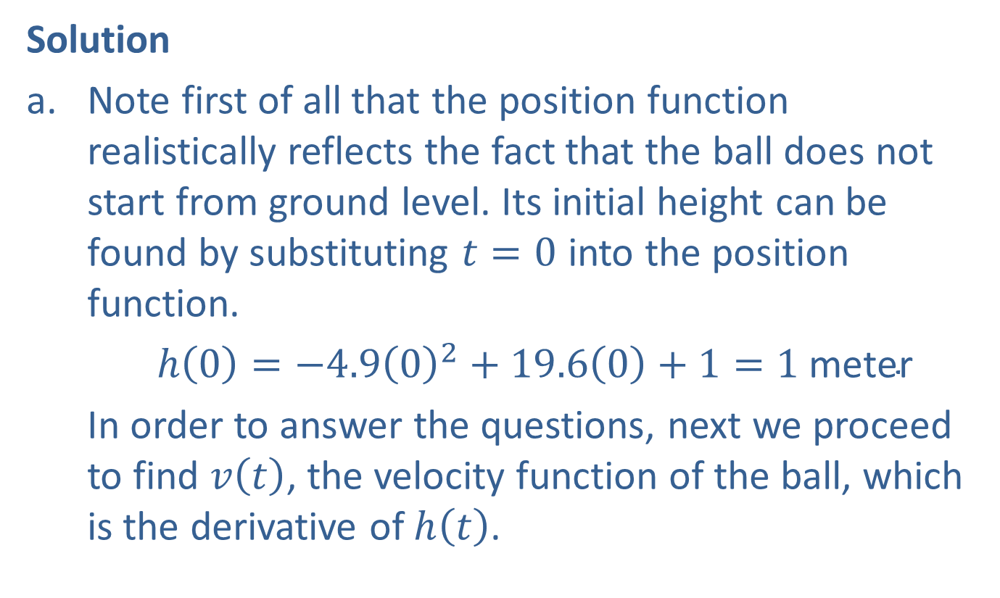 Solution
a. Note first of all that the position function
realistically reflects the fact that the ball does not
start from ground level. Its initial height can be
found by substituting t = 0 into the position
function.
h(0) = −4.9(0)² + 19.6(0) + 1 = 1 meter.
In order to answer the questions, next we proceed
to find v(t), the velocity function of the ball, which
is the derivative of h(t).